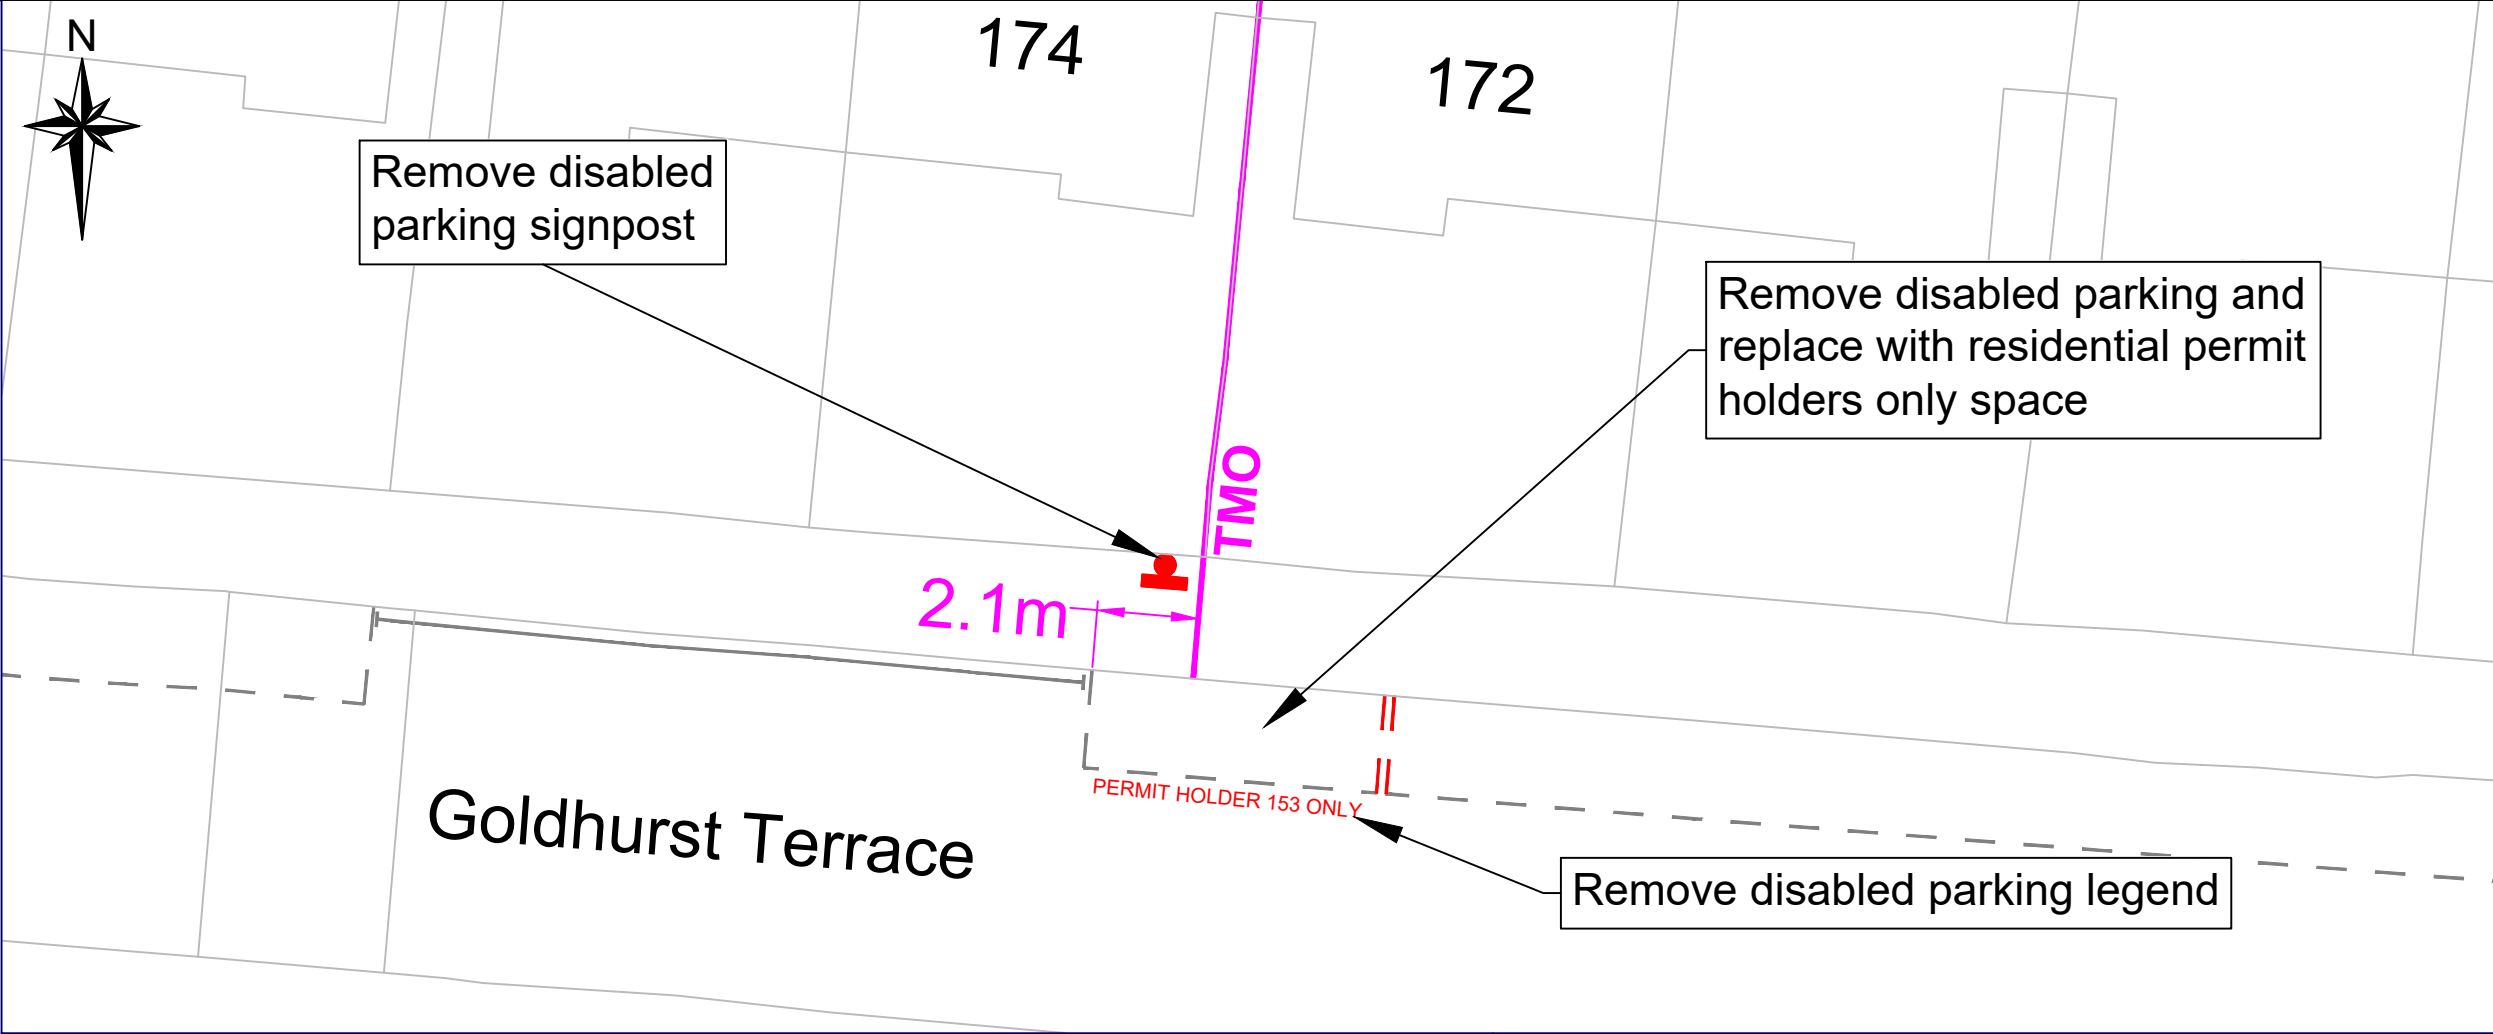 N
174
172
Remove disabled
parking signpost
Remove disabled parking and
replace with residential permit
holders only space
TMO
2.1m
PERMIT HOLDER 153 ONLY
Goldhurst Terrace
Remove disabled parking legend